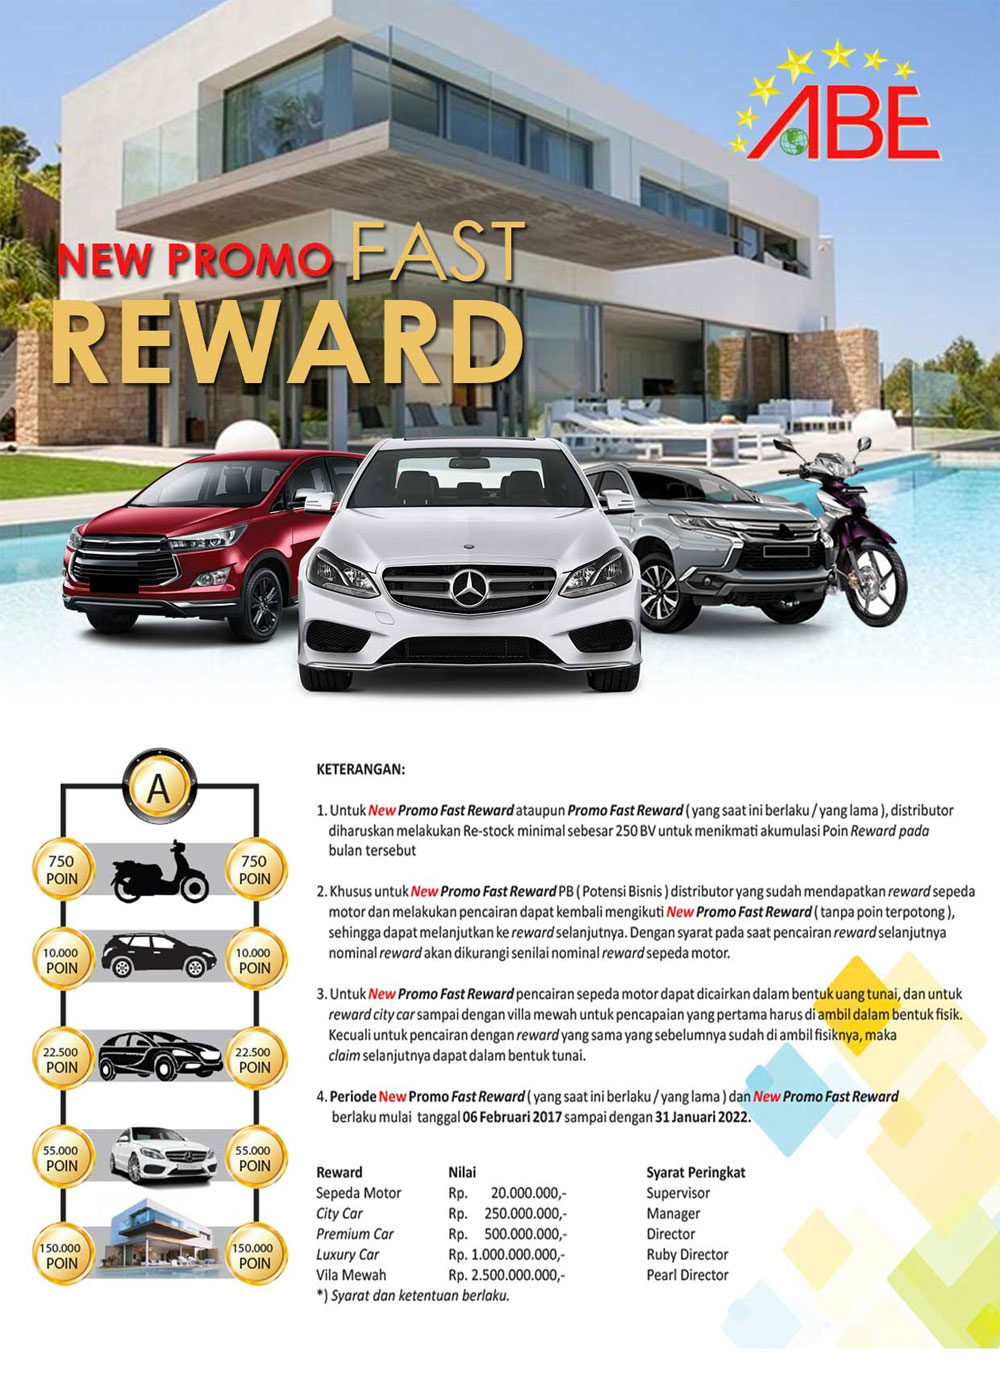 ABE
NEW PROMO FAST
REWARD
A
750
POIN
750
POIN
10.000
POIN
10.000
POIN
22.500
POIN
22.500
POIN
55.000
POIN
55.000
POIN
150.000
POIN
150.000
POIN
KETERANGAN:
1. Untuk New Promo Fast Reward ataupun Promo Fast Reward ( yang saat ini berlaku / yang lama ), distributor
diharuskan melakukan Re-stock minimal sebesar 250 BV untuk menikmati akumulasi Poin Reward pada
bulan tersebut
2. Khusus untuk New Promo Fast Reward PB ( Potensi Bisnis ) distributor yang sudah mendapatkan reward sepeda
motor dan melakukan pencairan dapat kembali mengikuti New Promo Fast Reward ( tanpa poin terpotong ),
sehingga dapat melanjutkan ke reward selanjutnya. Dengan syarat pada saat pencairan reward selanjutnya
nominal reward akan dikurangi senilai nominal reward sepeda motor.
3. Untuk New Promo Fast Reward pencairan sepeda motor dapat dicairkan dalam bentuk uang tunai, dan untuk
reward city car sampai dengan villa mewah untuk pencapaian yang pertama harus di ambil dalam bentuk fisik.
Kecuali untuk pencairan dengan reward yang sama yang sebelumnya sudah di ambil fisiknya, maka
claim selanjutnya dapat dalam bentuk tunai.
4. Periode New Promo Fast Reward ( yang saat ini berlaku / yang lama ) dan New Promo Fast Reward
berlaku mulai tanggal 06 Februari 2017 sampai dengan 31 Januari 2022.
Reward Nilai Syarat Peringkat
Sepeda Motor Rp. 20.000.000,- Supervisor
City Car Rp. 250.000.000,- Manager
Premium Car Rp. 500.000.000,- Director
Luxury Car Rp. 1.000.000.000,- Ruby Director
Vila Mewah Rp. 2.500.000.000,- Pearl Director
*) Syarat dan ketentuan berlaku.